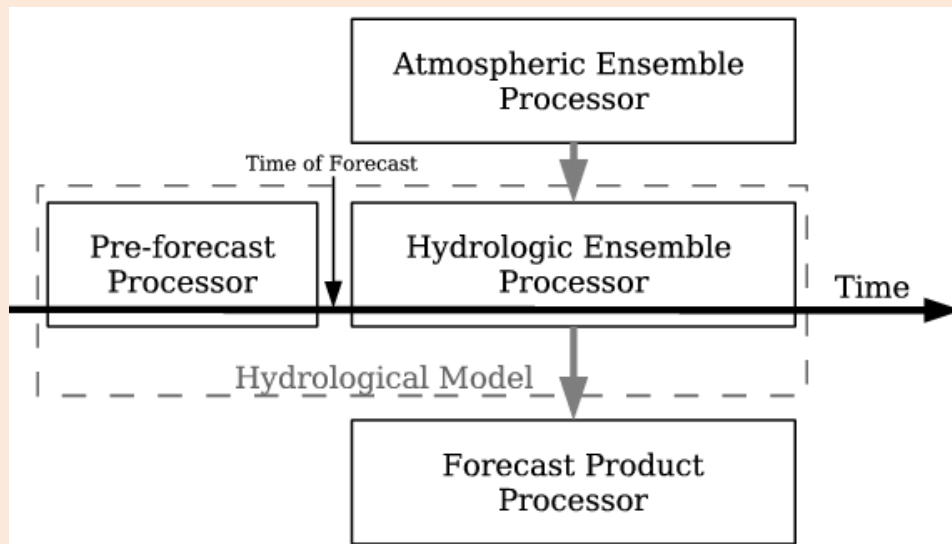 Atmospheric Ensemble
Processor
Time of Forecast
Pre-forecast
Processor
Hydrologic Ensemble
Processor
Time
Hydrological Model
Forecast Product
Processor